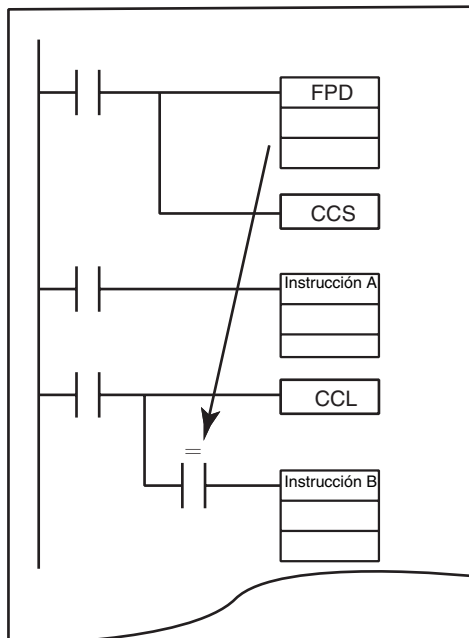 FPD
CCS
Instrucción A
CCL
=
Instrucción B